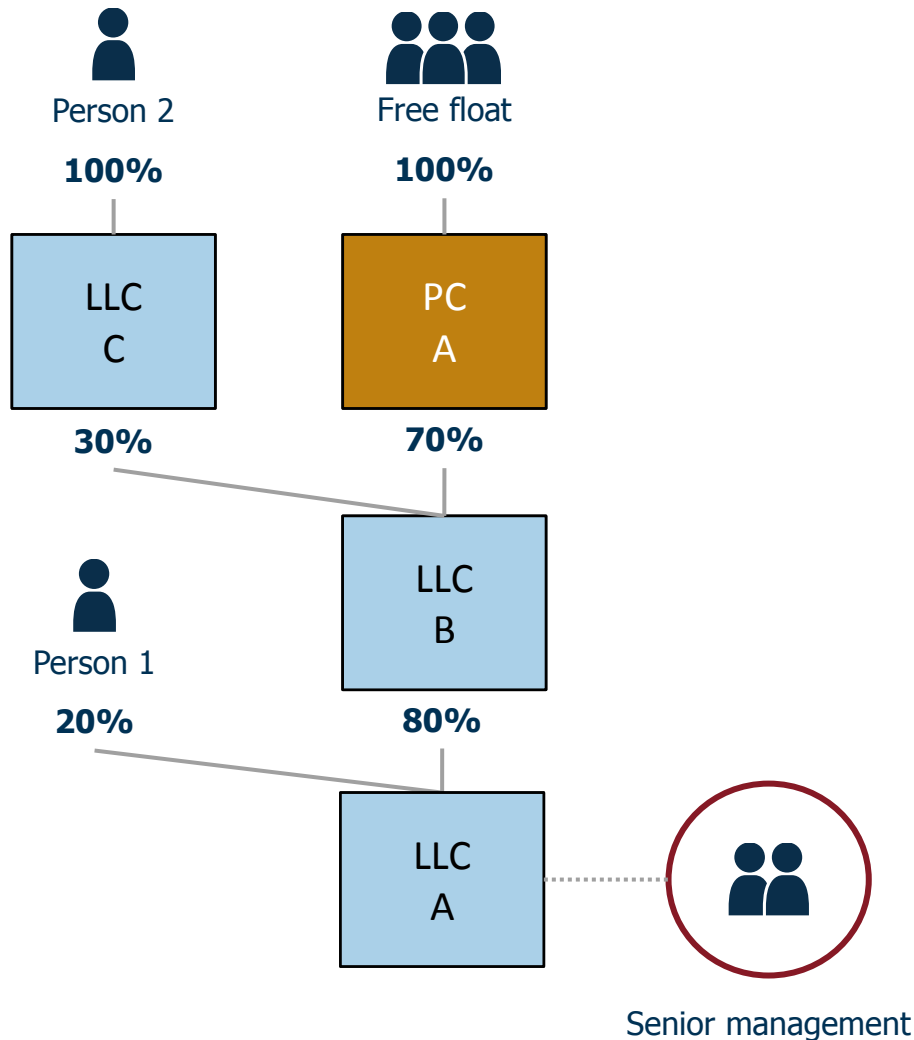 Person 2
Free float
100%
100%
LLC
C
PC
A
30%
70%
LLC
B
Person 1
20%
80%
LLC
A
Senior management